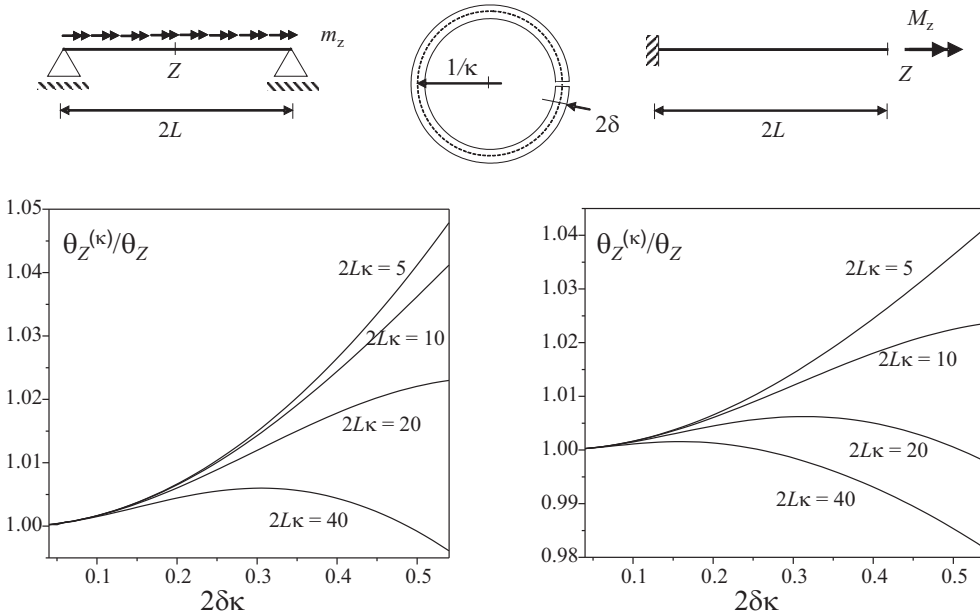 m_z
Z
2L
1/κ
2δ
M_z
Z
2L
θ_Z^(κ)/θ_Z
1.05
1.04
1.03
1.02
1.01
1.00
2Lκ = 5
2Lκ = 10
2Lκ = 20
2Lκ = 40
0.1 0.2 0.3 0.4 0.5
2δκ
θ_Z^(κ)/θ_Z
1.04
1.03
1.02
1.01
1.00
0.99
0.98
2Lκ = 5
2Lκ = 10
2Lκ = 20
2Lκ = 40
0.1 0.2 0.3 0.4 0.5
2δκ